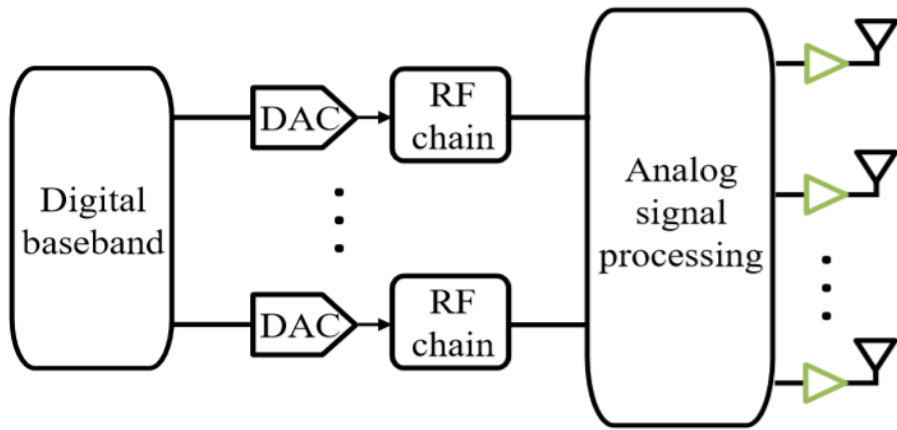 Digital
baseband
DAC
RF
chain
DAC
RF
chain
Analog
signal
processing